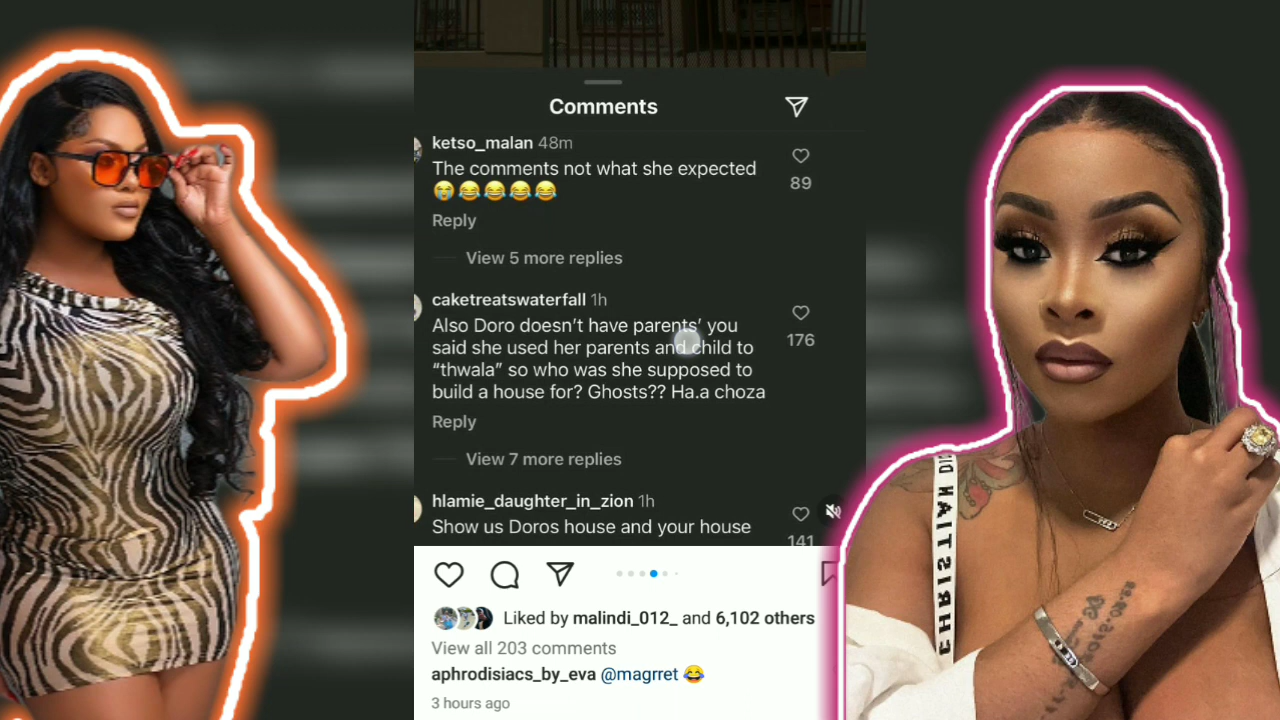 Comments
ketso_malan 48m
The comments not what she expected
😭😂😂😂😂
89
Reply
View 5 more replies
caketreatswaterfall 1h
Also Doro doesn’t have parents’ you
said she used her parents and child to
“thwala” so who was she supposed to
build a house for? Ghosts?? Ha.a choza
176
Reply
View 7 more replies
hlamie_daughter_in_zion 1h
Show us Doros house and your house
141
Liked by malindi_012_ and 6,102 others
View all 203 comments
aphrodisiacs_by_eva @magrret 😂
3 hours ago